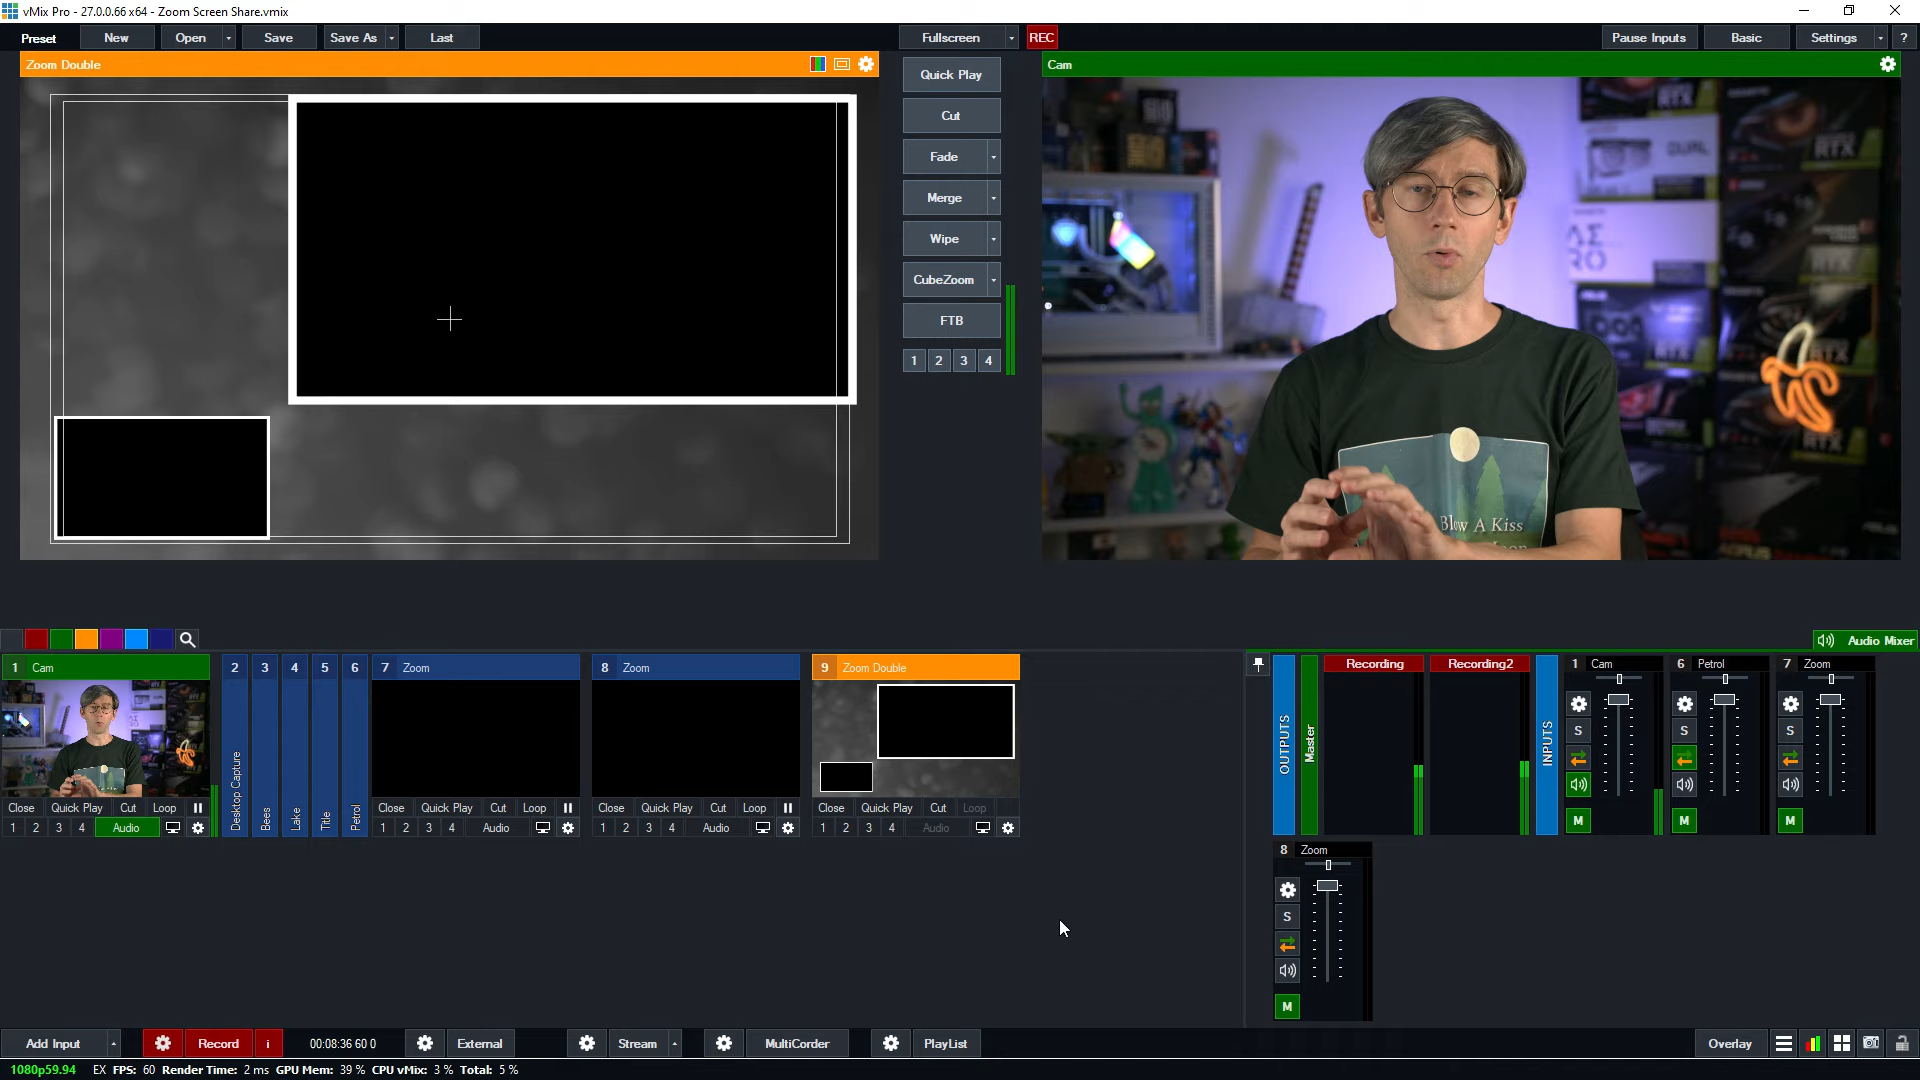 vMix Pro - 27.0.0.66 x64 - Zoom Screen Share.vmix
Preset New Open Save Save As Last Fullscreen REC Pause Inputs Basic Settings ?
Zoom Double
Cam
Quick Play
Cut
Fade
Merge
Wipe
CubeZoom
FTB
1 2 3 4
Blow A Kiss
Audio Mixer
1 Cam
2 Desktop Capture
3 Bees
4 Lake
5 Title
6 Petrol
7 Zoom
8 Zoom
9 Zoom Double
Close Quick Play Cut Loop
1 2 3 4 Audio
Close Quick Play Cut Loop
1 2 3 4 Audio
Close Quick Play Cut Loop
1 2 3 4 Audio
Close Quick Play Cut Loop
1 2 3 4 Audio
OUTPUTS
Master
Recording
Recording2
INPUTS
1 Cam
S
M
6 Petrol
S
M
7 Zoom
S
M
8 Zoom
S
M
Add Input Record i 00:08:36 60 0 External Stream MultiCorder PlayList Overlay
1080p59.94 EX FPS: 60 Render Time: 2 ms GPU Mem: 39 % CPU vMix: 3 % Total: 5 %